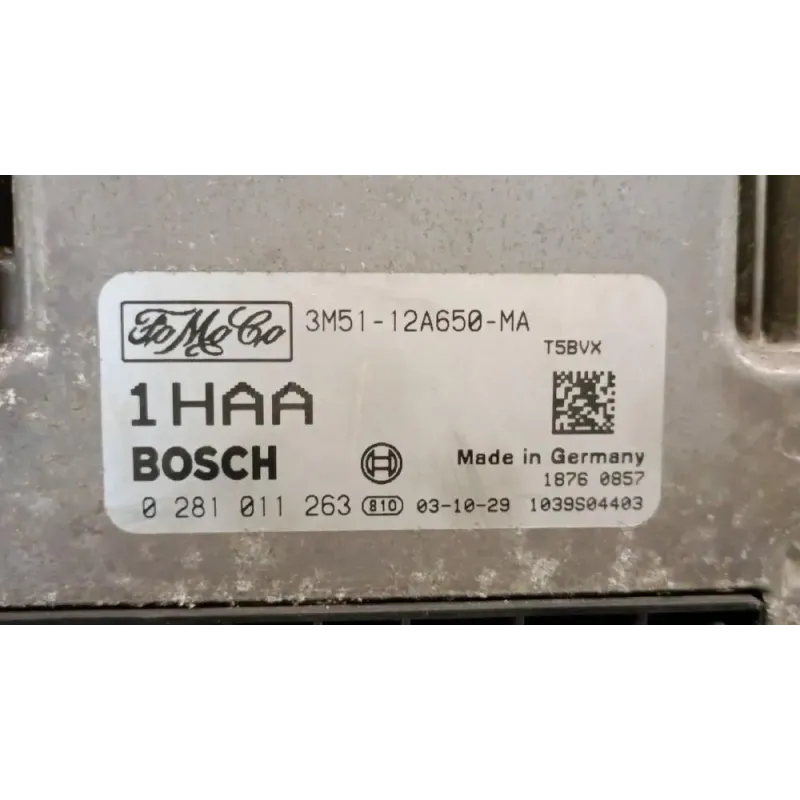 FoMoCo 3M51-12A650-MA
T5BVX
1HAA
BOSCH Made in Germany
1876 0857
0 281 011 263 810 03-10-29 1039S04403